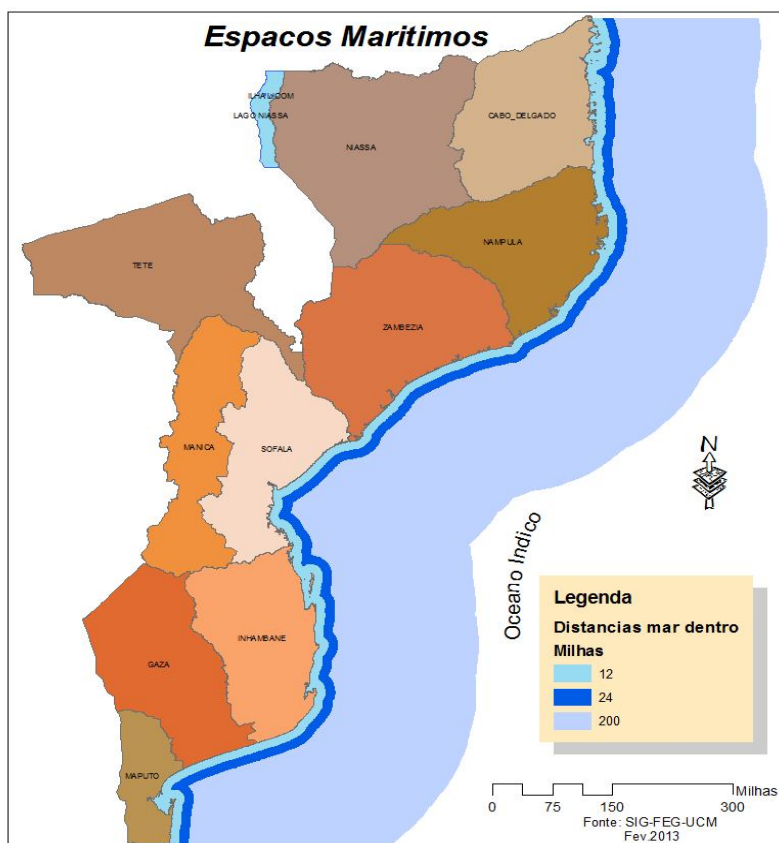 Espacos Maritimos
ILHA LICOM
LAGO NIASSA
CABO_DELGADO
NIASSA
NAMPULA
TETE
ZAMBEZIA
MANICA
SOFALA
N
Oceano Indico
INHAMBANE
GAZA
MAPUTO
Legenda
Distancias mar dentro
Milhas
12
24
200
Milhas
0 75 150 300
Fonte: SIG-FEG-UCM
Fev.2013